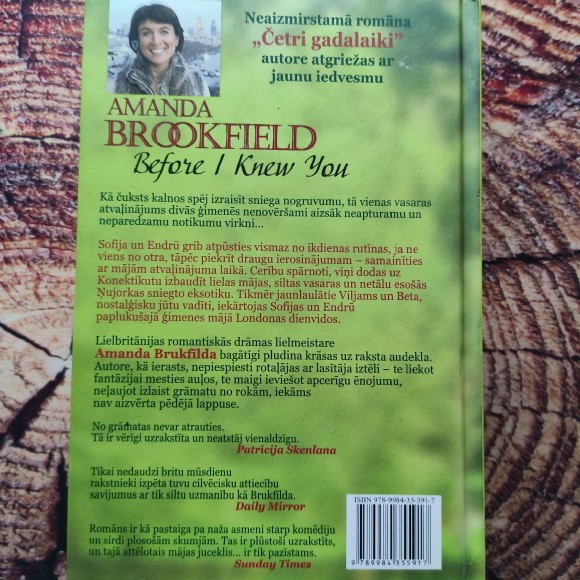 Neaizmirstamā romāna
„Četri gadalaiki”
autore atgriežas ar
jaunu iedvesmu
AMANDA
BROOKFIELD
Before I Knew You
Kā čuksts kalnos spēj izraisīt sniega nogruvumu, tā vienas vasaras
atvaļinājums divās ģimenēs nenovēršami aizsāk neapturamu un
neparedzamu notikumu virkni...
Sofija un Endrū grib atpūsties vismaz no ikdienas rutīnas, ja ne
viens no otra, tāpēc piekrīt draugu ierosinājumam – samainīties
ar mājām atvaļinājuma laikā. Cerību spārnoti, viņi dodas uz
Konektikutu izbaudīt lielas mājas, siltas vasaras un netālu esošās
Ņujorkas sniegto eksotiku. Tikmēr jaunlaulātie Viljams un Beta,
nostalģisku jūtu vadīti, iekārtojas Sofijas un Endrū
paplukušajā ģimenes mājā Londonas dienvidos.
Lielbritānijas romantiskās drāmas lielmeistare
Amanda Brukfilda bagātīgi pludina krāsas uz raksta audekla.
Autore, kā ierasts, nepiespiesti rotaļājas ar lasītāja iztēli – te liekot
fantāzijai mesties auļos, te maigi ieviešot apcerīgu ēnojumu,
neļaujot izlaist grāmatu no rokām, iekāms
nav aizvērta pēdējā lappuse.
No grāmatas nevar atrauties.
Tā ir vērīgi uzrakstīta un neatstāj vienaldzīgu.
Patricija Skenlana
Tikai nedaudzi britu mūsdienu
rakstnieki izpēta tuvu cilvēcisku attiecību
savijumus ar tik siltu uzmanību kā Brukfilda.
Daily Mirror
Romāns ir kā pastaiga pa naža asmeni starp komēdiju
un sirdi plosošām skumjām. Tas ir plūstoši uzrakstīts,
un tajā attēlotais mājas juceklis... ir tik pazīstams.
Sunday Times
ISBN 978-9984-35-591-7
9 789984 355917